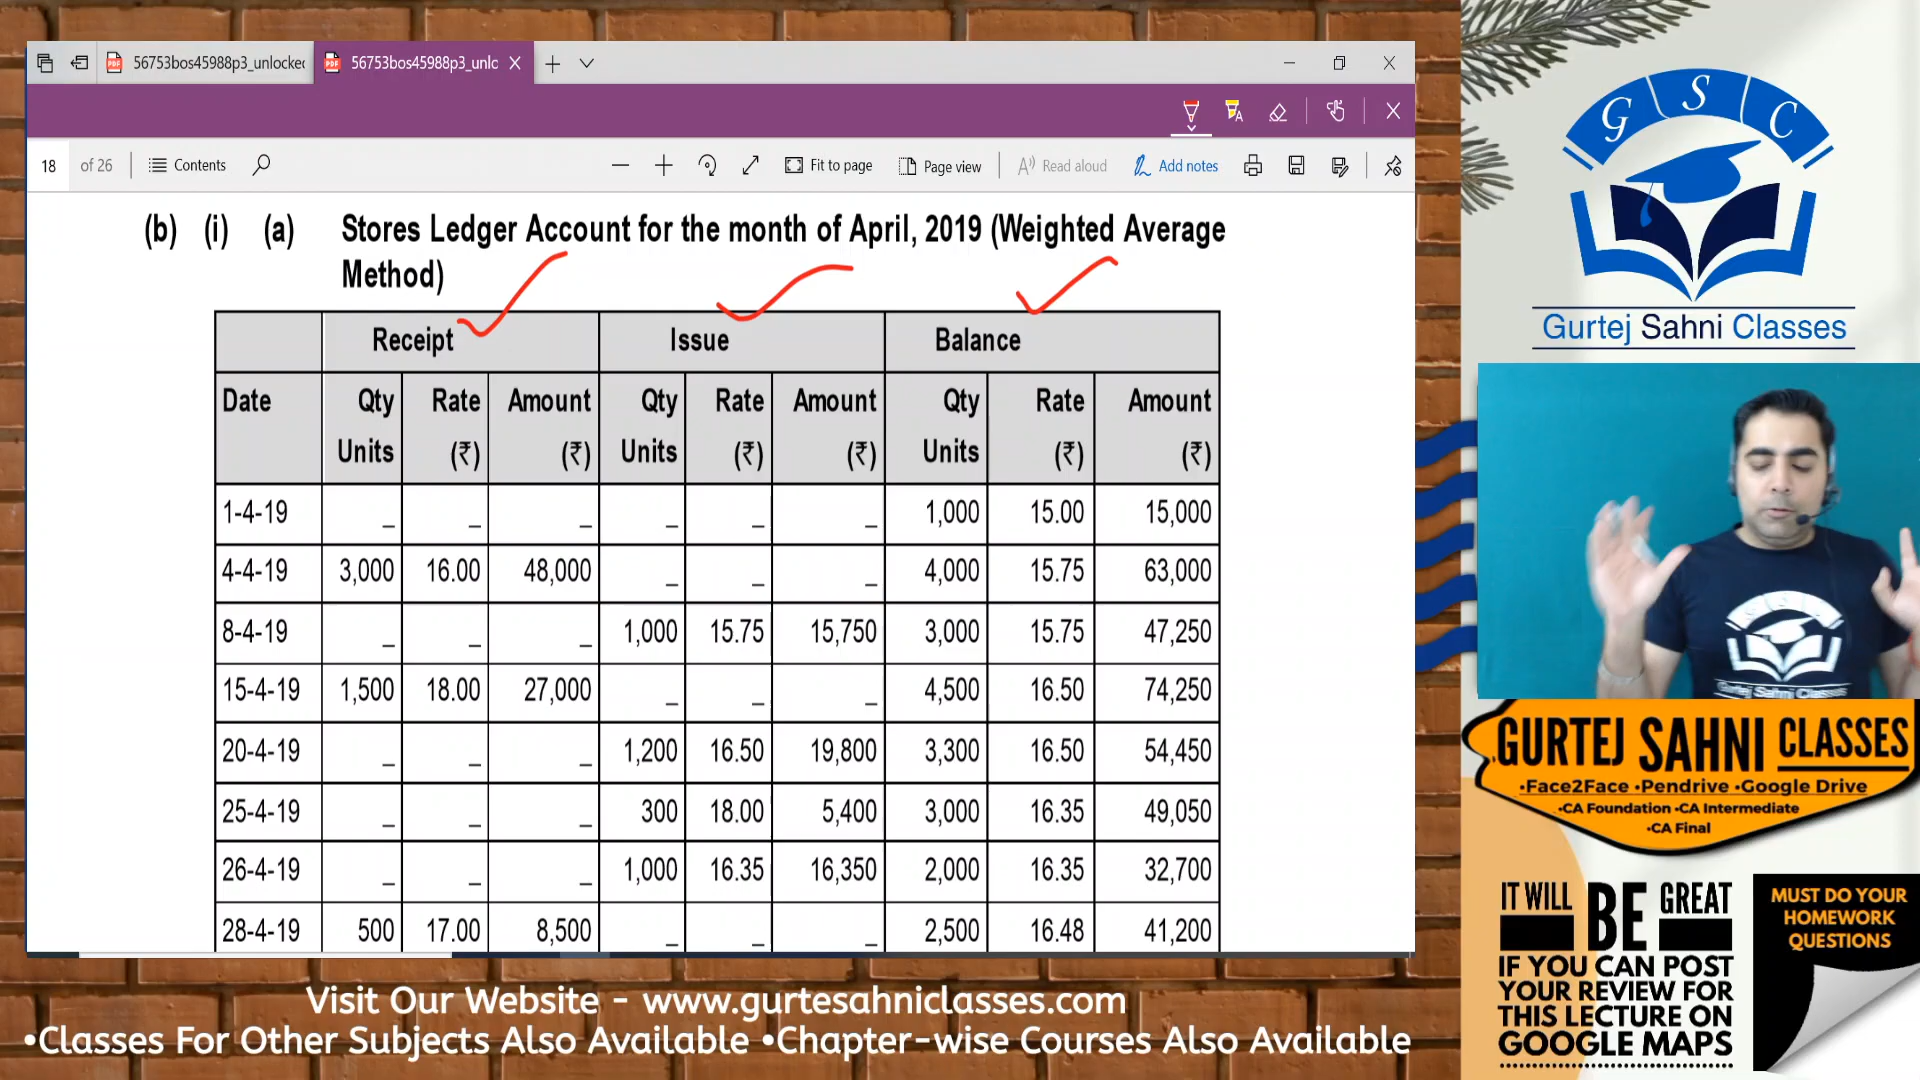 56753bos45988p3_unlocked
56753bos45988p3_unlc
18 of 26
Contents
Fit to page
Page view
Read aloud
Add notes
(b) (i) (a) Stores Ledger Account for the month of April, 2019 (Weighted Average
Method)
Receipt Issue Balance
Date Qty Rate Amount Qty Rate Amount Qty Rate Amount
Units (₹) (₹) Units (₹) (₹) Units (₹) (₹)
1-4-19 _ _ _ _ _ _ 1,000 15.00 15,000
4-4-19 3,000 16.00 48,000 _ _ _ 4,000 15.75 63,000
8-4-19 _ _ _ 1,000 15.75 15,750 3,000 15.75 47,250
15-4-19 1,500 18.00 27,000 _ _ _ 4,500 16.50 74,250
20-4-19 _ _ _ 1,200 16.50 19,800 3,300 16.50 54,450
25-4-19 _ _ _ 300 18.00 5,400 3,000 16.35 49,050
26-4-19 _ _ _ 1,000 16.35 16,350 2,000 16.35 32,700
28-4-19 500 17.00 8,500 _ _ _ 2,500 16.48 41,200
G S C
Gurtej Sahni Classes
Gurtej Sahni Classes
GURTEJ SAHNI CLASSES
•Face2Face •Pendrive •Google Drive
•CA Foundation •CA Intermediate
•CA Final
IT WILL BE GREAT
IF YOU CAN POST
YOUR REVIEW FOR
THIS LECTURE ON
GOOGLE MAPS
MUST DO YOUR
HOMEWORK
QUESTIONS
Visit Our Website - www.gurtesahniclasses.com
•Classes For Other Subjects Also Available •Chapter-wise Courses Also Available